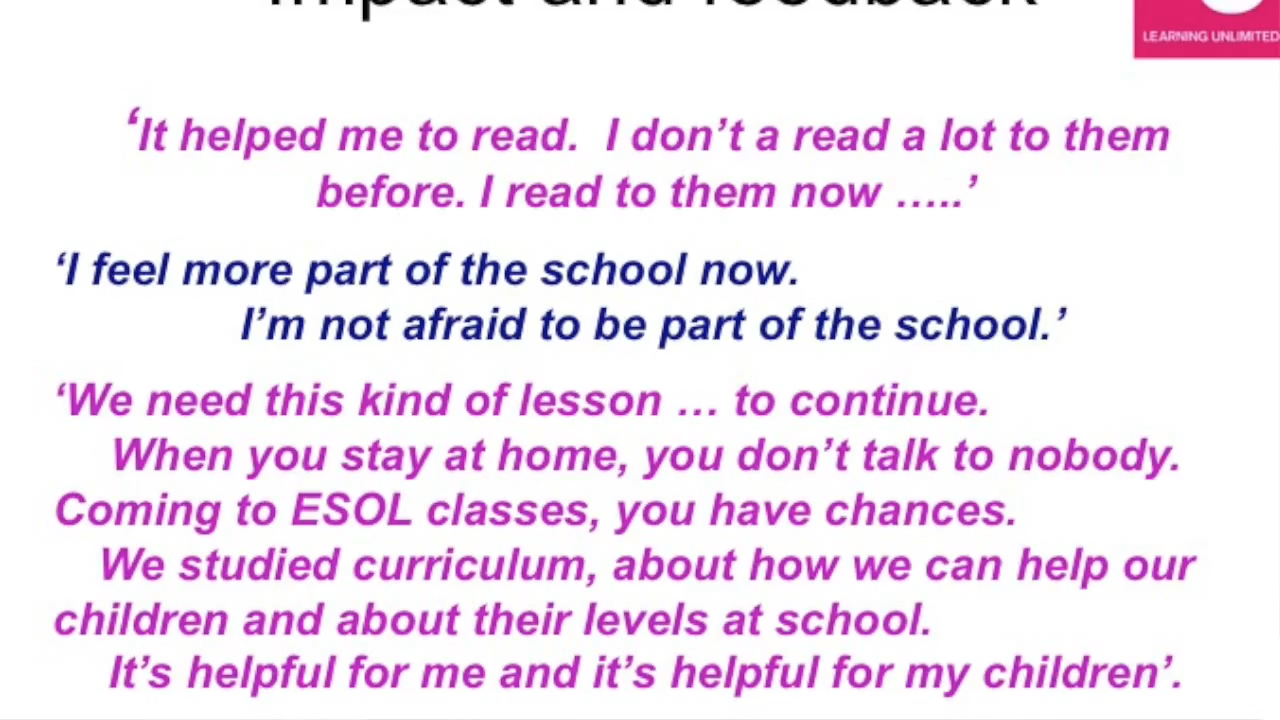 Impact and feedback
LEARNING UNLIMITED
‘It helped me to read.  I don’t a read a lot to them
before. I read to them now …..’
‘I feel more part of the school now.
I’m not afraid to be part of the school.’
‘We need this kind of lesson … to continue.
When you stay at home, you don’t talk to nobody.
Coming to ESOL classes, you have chances.
We studied curriculum, about how we can help our
children and about their levels at school.
It’s helpful for me and it’s helpful for my children’.